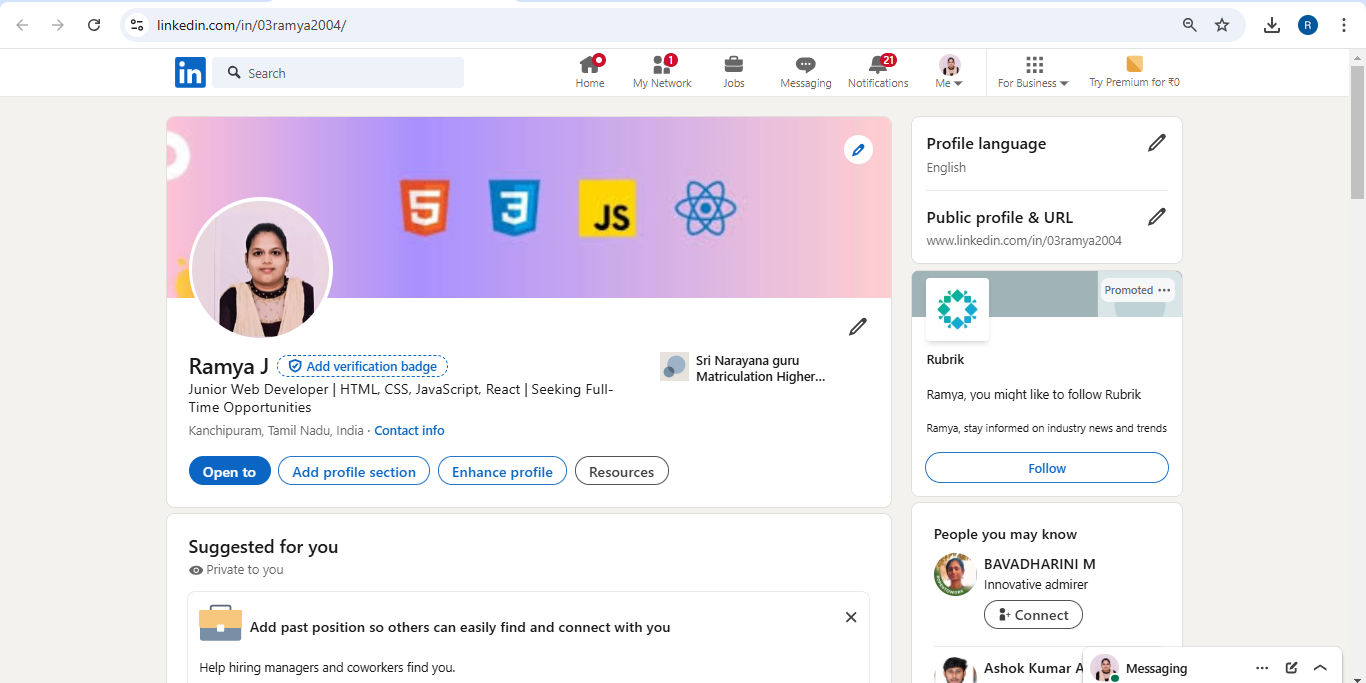 linkedin.com/in/03ramya2004/
R
in
Search
Home
1
My Network
Jobs
Messaging
21
Notifications
Me
For Business
Try Premium for ₹0
5
3
JS
Profile language
English
Public profile & URL
www.linkedin.com/in/03ramya2004
Ramya J
Add verification badge
Junior Web Developer | HTML, CSS, JavaScript, React | Seeking Full-
Time Opportunities
Kanchipuram, Tamil Nadu, India · Contact info
Sri Narayana guru
Matriculation Higher...
Open to
Add profile section
Enhance profile
Resources
Promoted
Rubrik
Ramya, you might like to follow Rubrik
Ramya, stay informed on industry news and trends
Follow
Suggested for you
Private to you
Add past position so others can easily find and connect with you
Help hiring managers and coworkers find you.
People you may know
BAVADHARINI M
Innovative admirer
Connect
Ashok Kumar A
Messaging